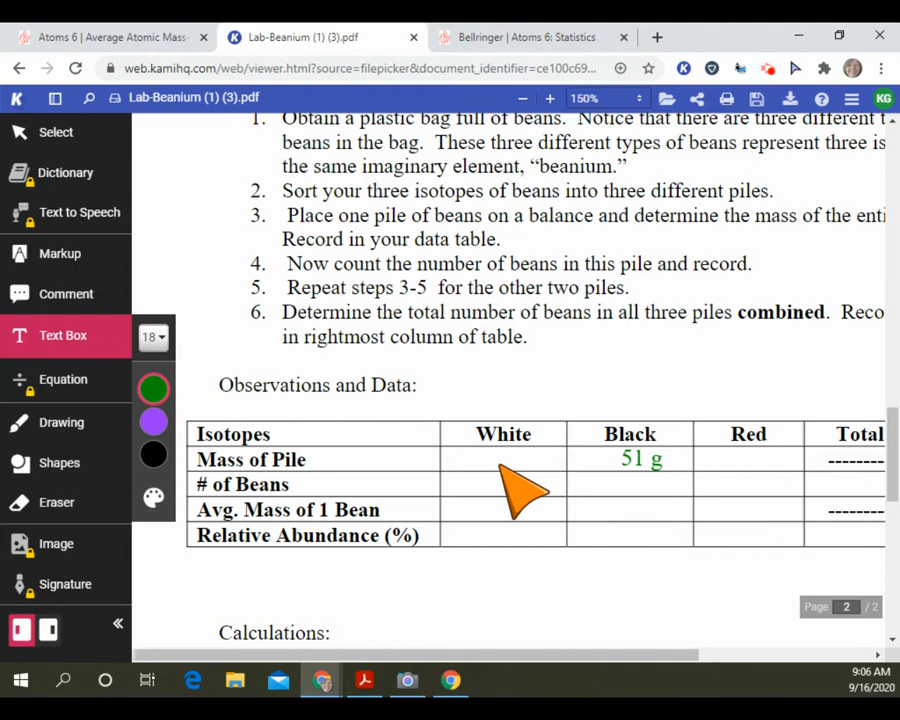 Atoms 6 | Average Atomic Mass-
Lab-Beanium (1) (3).pdf
Bellringer | Atoms 6: Statistics
web.kamihq.com/web/viewer.html?source=filepicker&document_identifier=ce100c69...
K
Lab-Beanium (1) (3).pdf
150%
KG
Select
Dictionary
Text to Speech
Markup
Comment
Text Box
Equation
Drawing
Shapes
Eraser
Image
Signature
18
1. Obtain a plastic bag full of beans. Notice that there are three different t
beans in the bag. These three different types of beans represent three is
the same imaginary element, “beanium.”
2. Sort your three isotopes of beans into three different piles.
3. Place one pile of beans on a balance and determine the mass of the enti
Record in your data table.
4. Now count the number of beans in this pile and record.
5. Repeat steps 3-5 for the other two piles.
6. Determine the total number of beans in all three piles combined. Reco
in rightmost column of table.
Observations and Data:
Isotopes White Black Red Total
Mass of Pile 51 g --------
# of Beans
Avg. Mass of 1 Bean --------
Relative Abundance (%)
Page 2 / 2
Calculations:
9:06 AM
9/16/2020